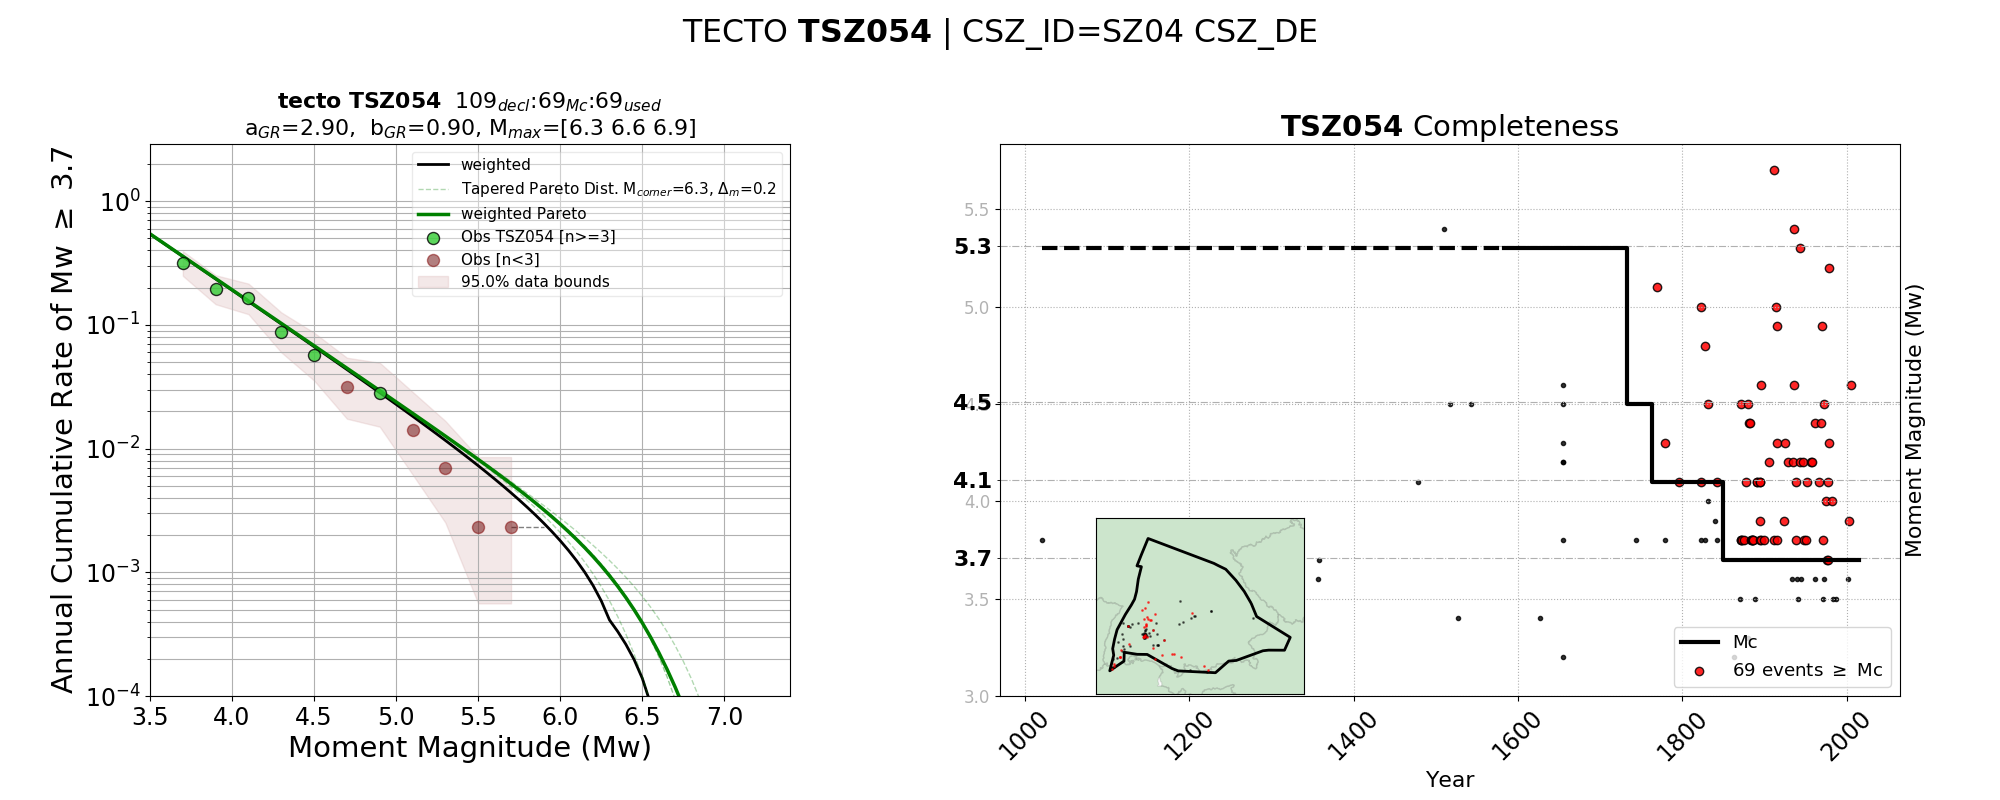 TECTO TSZ054 | CSZ_ID=SZ04 CSZ_DE
tecto TSZ054 109decl:69Mc:69used
aGR=2.90, bGR=0.90, Mmax=[6.3 6.6 6.9]
Annual Cumulative Rate of Mw ≥ 3.7
10^0
10^-1
10^-2
10^-3
10^-4
weighted
Tapered Pareto Dist. Mcorner=6.3, Δm=0.2
weighted Pareto
Obs TSZ054 [n>=3]
Obs [n<3]
95.0% data bounds
3.5 4.0 4.5 5.0 5.5 6.0 6.5 7.0
Moment Magnitude (Mw)
TSZ054 Completeness
5.5
5.3
5.0
4.5
4.5
4.1
4.0
3.7
3.5
3.0
Mc
69 events ≥ Mc
1000 1200 1400 1600 1800 2000
Year
Moment Magnitude (Mw)